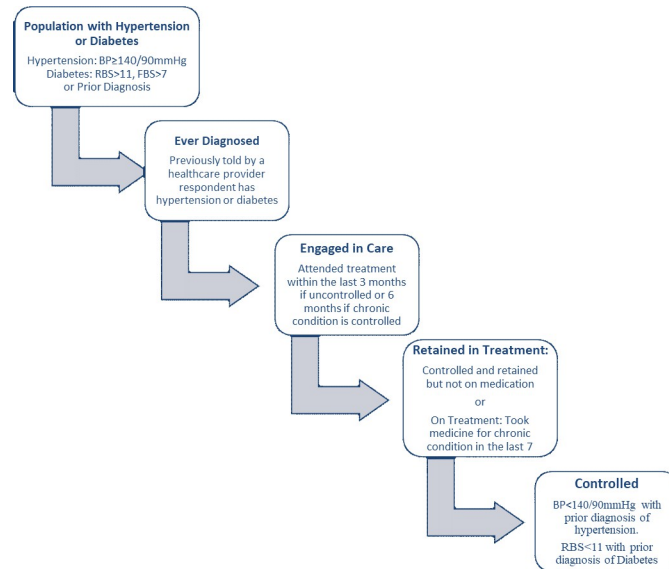 Population with Hypertension
or Diabetes
Hypertension: BP≥140/90mmHg
Diabetes: RBS>11, FBS>7
or Prior Diagnosis
Ever Diagnosed
Previously told by a
healthcare provider
respondent has
hypertension or diabetes
Engaged in Care
Attended treatment
within the last 3 months
if uncontrolled or 6
months if chronic
condition is controlled
Retained in Treatment:
Controlled and retained
but not on medication
or
On Treatment: Took
medicine for chronic
condition in the last 7
Controlled
BP<140/90mmHg with
prior diagnosis of
hypertension.
RBS<11 with prior
diagnosis of Diabetes